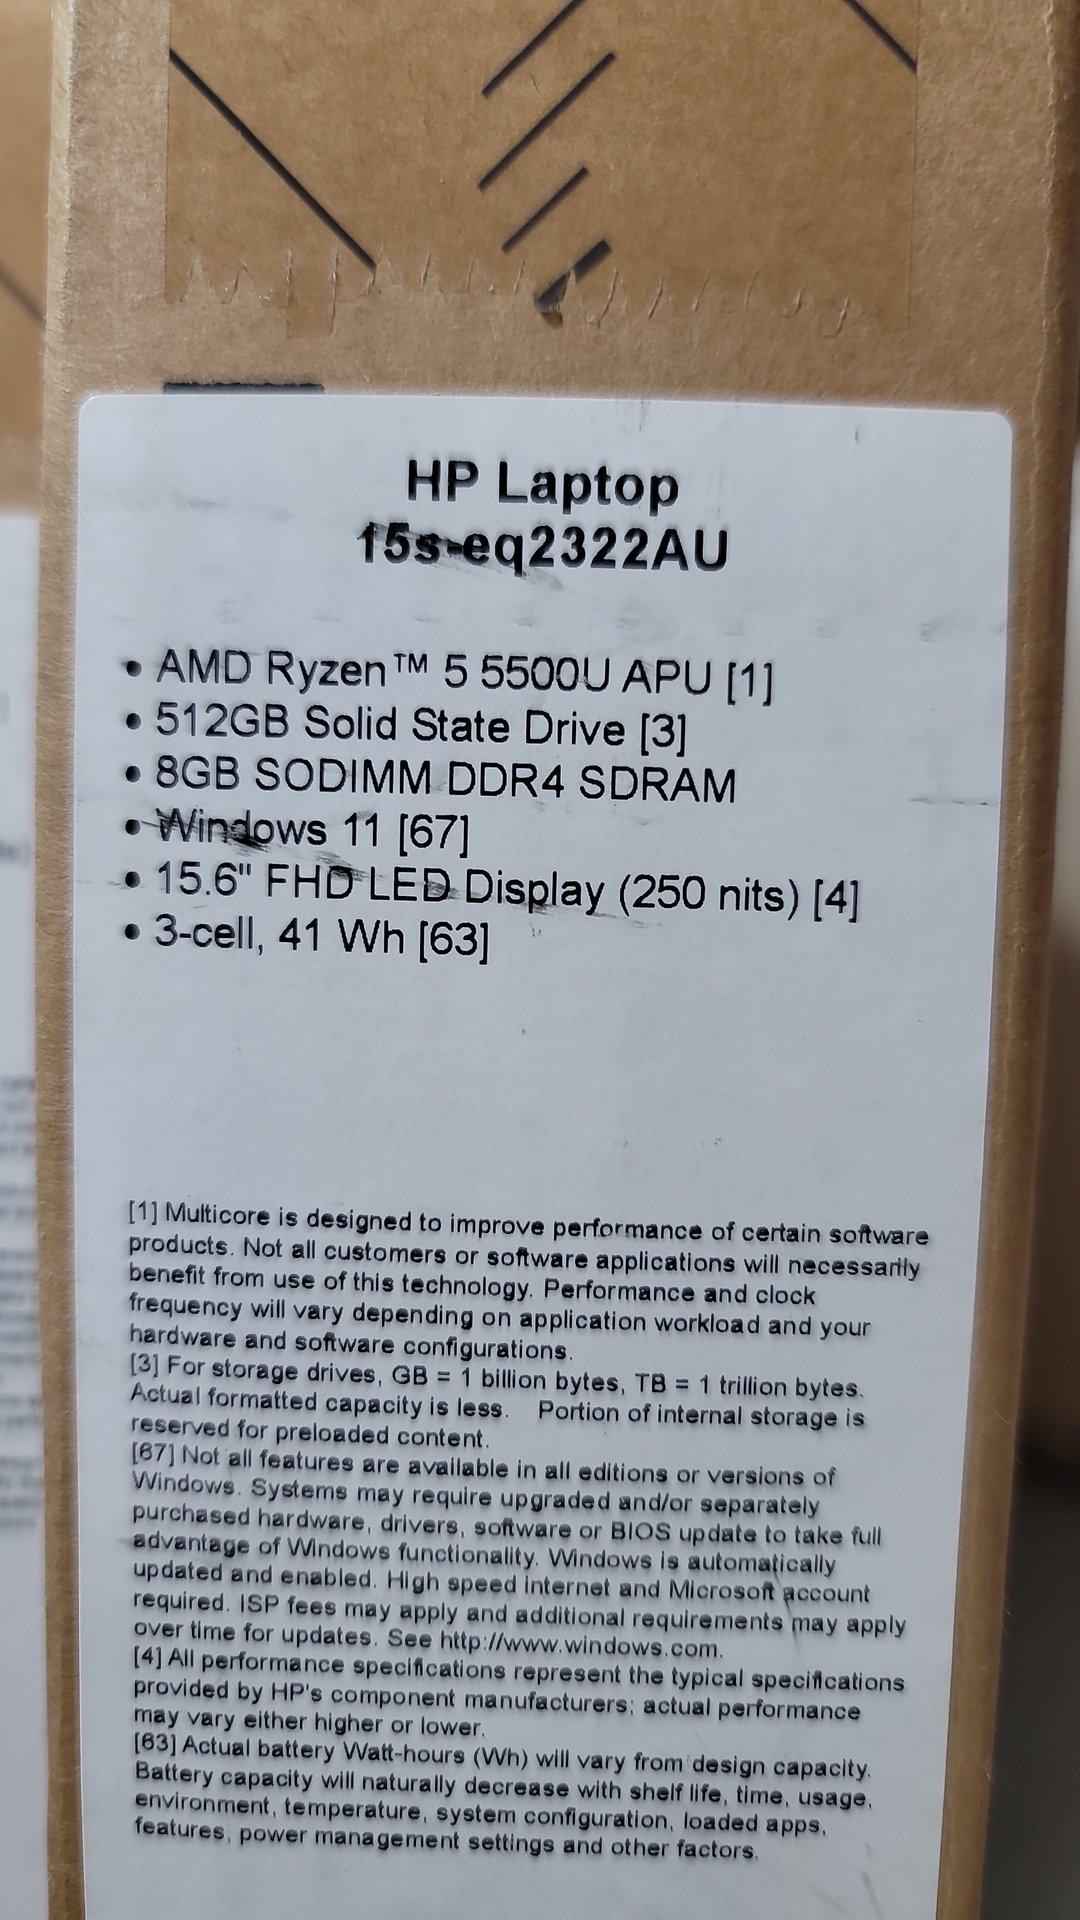 HP Laptop
15s-eq2322AU
• AMD Ryzen™ 5 5500U APU [1]
• 512GB Solid State Drive [3]
• 8GB SODIMM DDR4 SDRAM
• Windows 11 [67]
• 15.6" FHD LED Display (250 nits) [4]
• 3-cell, 41 Wh [63]
[1] Multicore is designed to improve performance of certain software
products. Not all customers or software applications will necessarily
benefit from use of this technology. Performance and clock
frequency will vary depending on application workload and your
hardware and software configurations.
[3] For storage drives, GB = 1 billion bytes, TB = 1 trillion bytes.
Actual formatted capacity is less. Portion of internal storage is
reserved for preloaded content.
[67] Not all features are available in all editions or versions of
Windows. Systems may require upgraded and/or separately
purchased hardware, drivers, software or BIOS update to take full
advantage of Windows functionality. Windows is automatically
updated and enabled. High speed internet and Microsoft account
required. ISP fees may apply and additional requirements may apply
over time for updates. See http://www.windows.com.
[4] All performance specifications represent the typical specifications
provided by HP's component manufacturers; actual performance
may vary either higher or lower.
[63] Actual battery Watt-hours (Wh) will vary from design capacity.
Battery capacity will naturally decrease with shelf life, time, usage,
environment, temperature, system configuration, loaded apps,
features, power management settings and other factors.